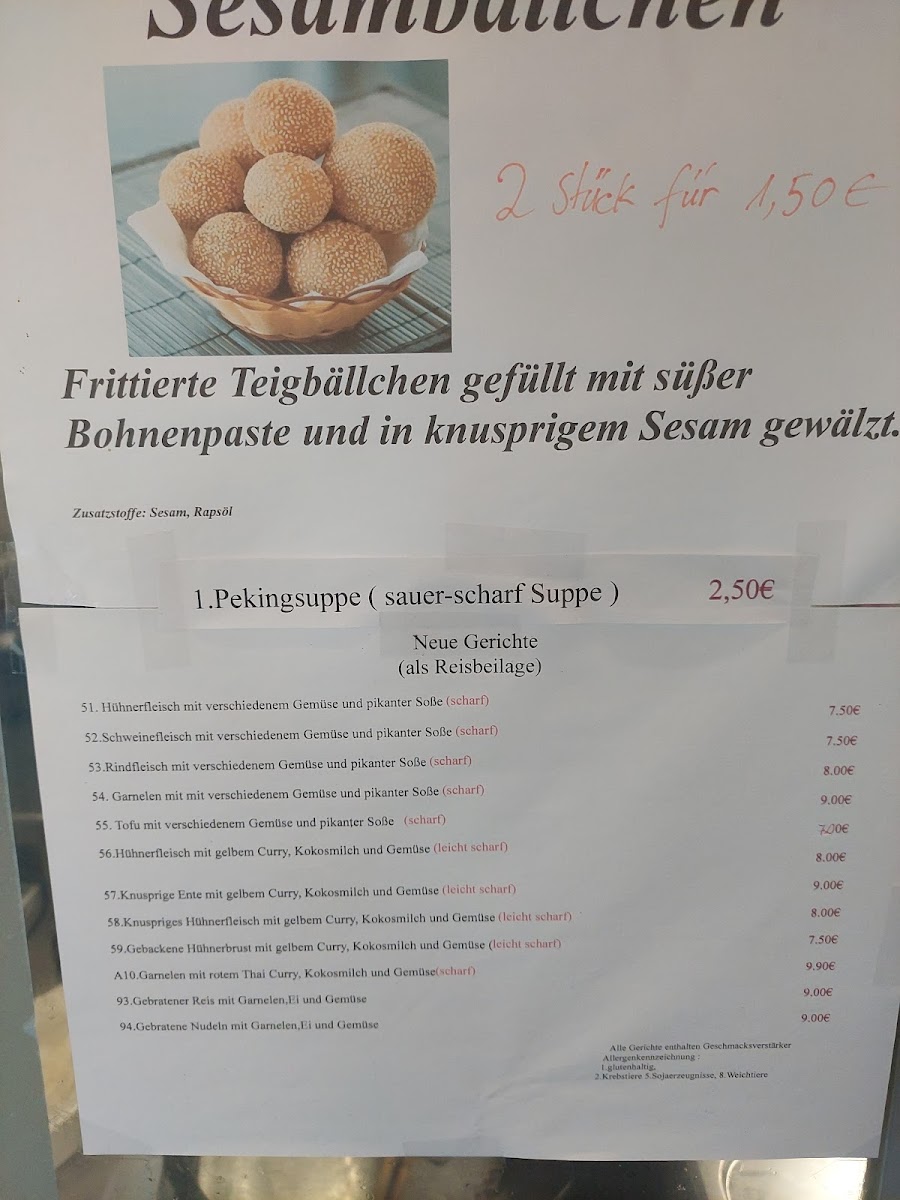 Sesambällchen
2 Stück für 1,50€
Frittierte Teigbällchen gefüllt mit süßer
Bohnenpaste und in knusprigem Sesam gewälzt.
Zusatzstoffe: Sesam, Rapsöl
1.Pekingsuppe ( sauer-scharf Suppe ) 2,50€
Neue Gerichte
(als Reisbeilage)
51. Hühnerfleisch mit verschiedenem Gemüse und pikanter Soße (scharf) 7.50€
52.Schweinefleisch mit verschiedenem Gemüse und pikanter Soße (scharf) 7.50€
53.Rindfleisch mit verschiedenem Gemüse und pikanter Soße (scharf) 8.00€
54. Garnelen mit mit verschiedenem Gemüse und pikanter Soße (scharf) 9.00€
55. Tofu mit verschiedenem Gemüse und pikanter Soße (scharf) 7.00€
56.Hühnerfleisch mit gelbem Curry, Kokosmilch und Gemüse (leicht scharf) 8.00€
57.Knusprige Ente mit gelbem Curry, Kokosmilch und Gemüse (leicht scharf) 9.00€
58.Knuspriges Hühnerfleisch mit gelbem Curry, Kokosmilch und Gemüse (leicht scharf) 8.00€
59.Gebackene Hühnerbrust mit gelbem Curry, Kokosmilch und Gemüse (leicht scharf) 7.50€
A10.Garnelen mit rotem Thai Curry, Kokosmilch und Gemüse(scharf) 9.90€
93.Gebratener Reis mit Garnelen,Ei und Gemüse 9.00€
94.Gebratene Nudeln mit Garnelen,Ei und Gemüse 9.00€
Alle Gerichte enthalten Geschmacksverstärker
Allergenkennzeichnung :
1.glutenhaltig,
2.Krebstiere 5.Sojaerzeugnisse, 8. Weichtiere